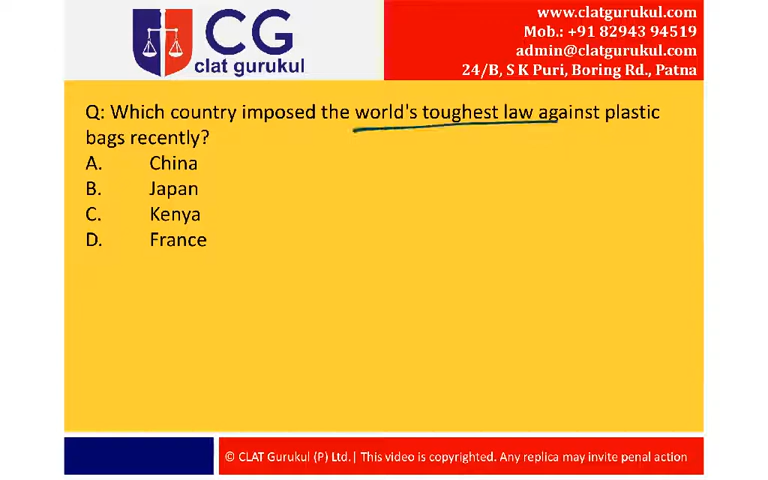 CG
clat gurukul
www.clatgurukul.com
Mob.: +91 82943 94519
admin@clatgurukul.com
24/B, S K Puri, Boring Rd., Patna
Q: Which country imposed the world's toughest law against plastic
bags recently?
A. China
B. Japan
C. Kenya
D. France
© CLAT Gurukul (P) Ltd.| This video is copyrighted. Any replica may invite penal action